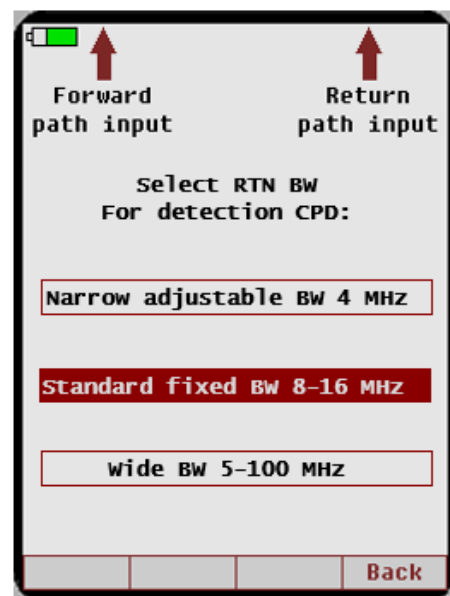 Forward Return
path input path input
Select RTN BW
For detection CPD:
Narrow adjustable BW 4 MHz
Standard fixed BW 8-16 MHz
Wide BW 5-100 MHz
Back